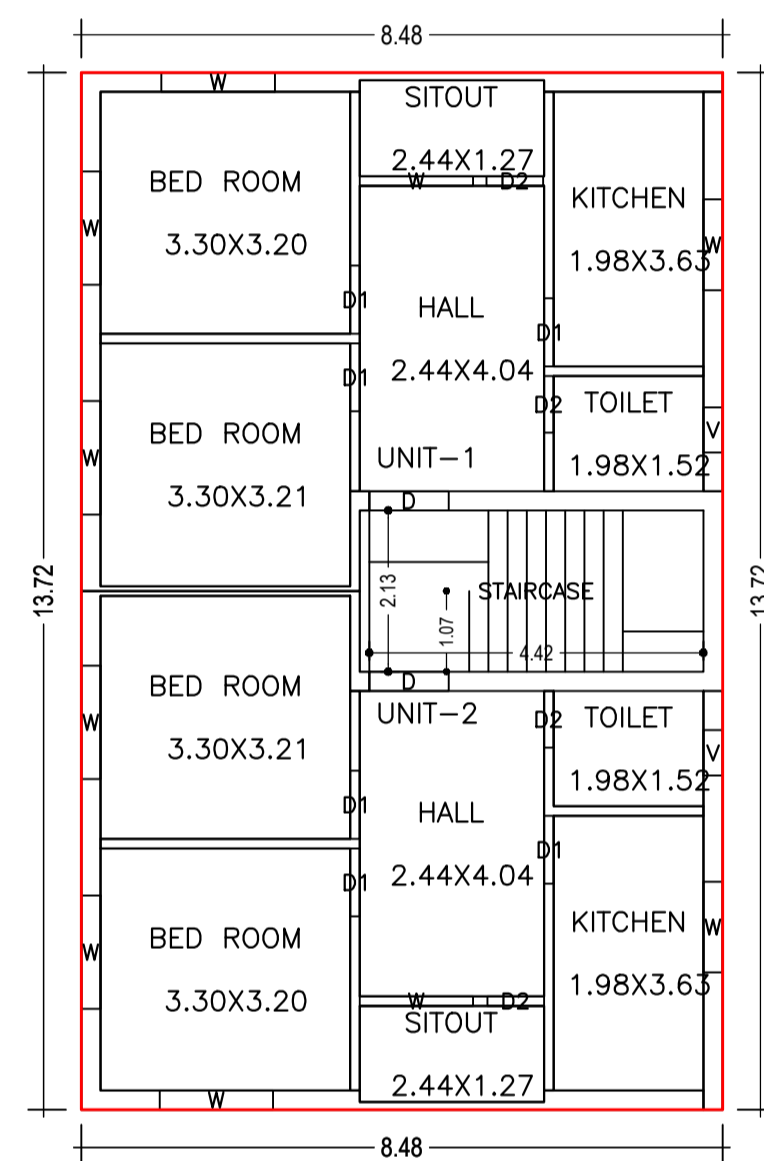 8.48
W
SITOUT
2.44X1.27
W
D2
BED ROOM
3.30X3.20
W
KITCHEN
1.98X3.63
W
D1
HALL
2.44X4.04
D1
D1
D2
TOILET
1.98X1.52
V
BED ROOM
3.30X3.21
W
UNIT-1
D
13.72
13.72
2.13
STAIRCASE
1.07
4.42
D
UNIT-2
D2
TOILET
1.98X1.52
V
BED ROOM
3.30X3.21
W
D1
HALL
2.44X4.04
D1
D1
KITCHEN
1.98X3.63
W
BED ROOM
3.30X3.20
W
W
D2
SITOUT
2.44X1.27
W
8.48